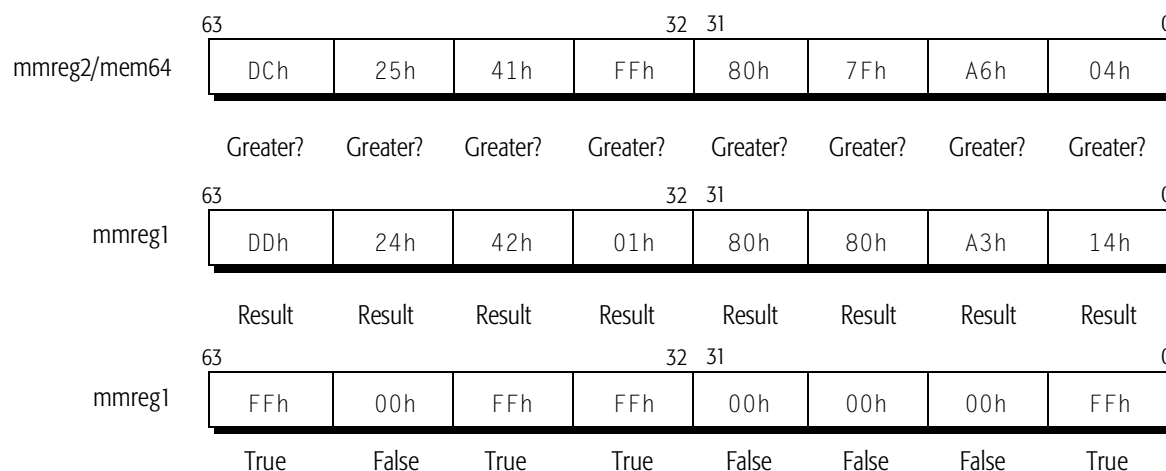 63 32 31 0
mmreg2/mem64 DCh 25h 41h FFh 80h 7Fh A6h 04h
Greater? Greater? Greater? Greater? Greater? Greater? Greater? Greater?
63 32 31 0
mmreg1 DDh 24h 42h 01h 80h 80h A3h 14h
Result Result Result Result Result Result Result Result
63 32 31 0
mmreg1 FFh 00h FFh FFh 00h 00h 00h FFh
True False True True False False False True